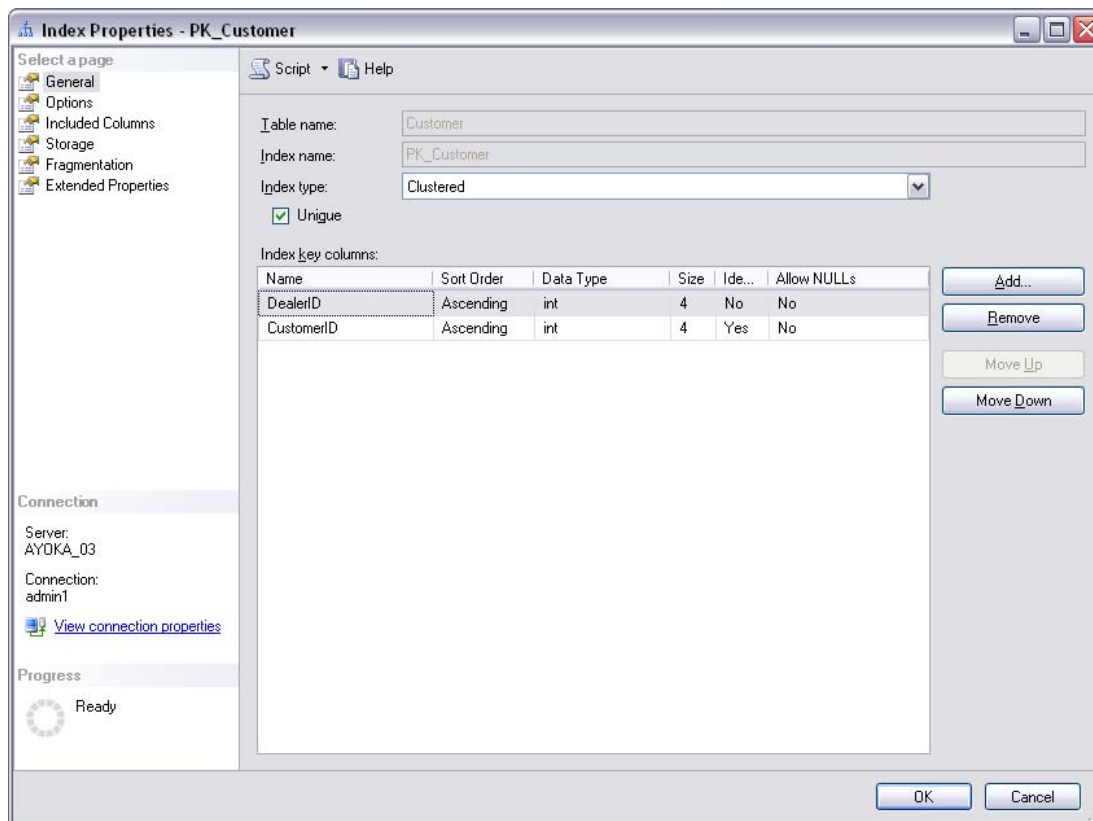 Index Properties - PK_Customer
Select a page
General
Options
Included Columns
Storage
Fragmentation
Extended Properties
Script Help
Table name: Customer
Index name: PK_Customer
Index type: Clustered
Unique
Index key columns:
Name Sort Order Data Type Size Ide... Allow NULLs
DealerID Ascending int 4 No No
CustomerID Ascending int 4 Yes No
Add...
Remove
Move Up
Move Down
Connection
Server:
AYOKA_03
Connection:
admin1
View connection properties
Progress
Ready
OK Cancel